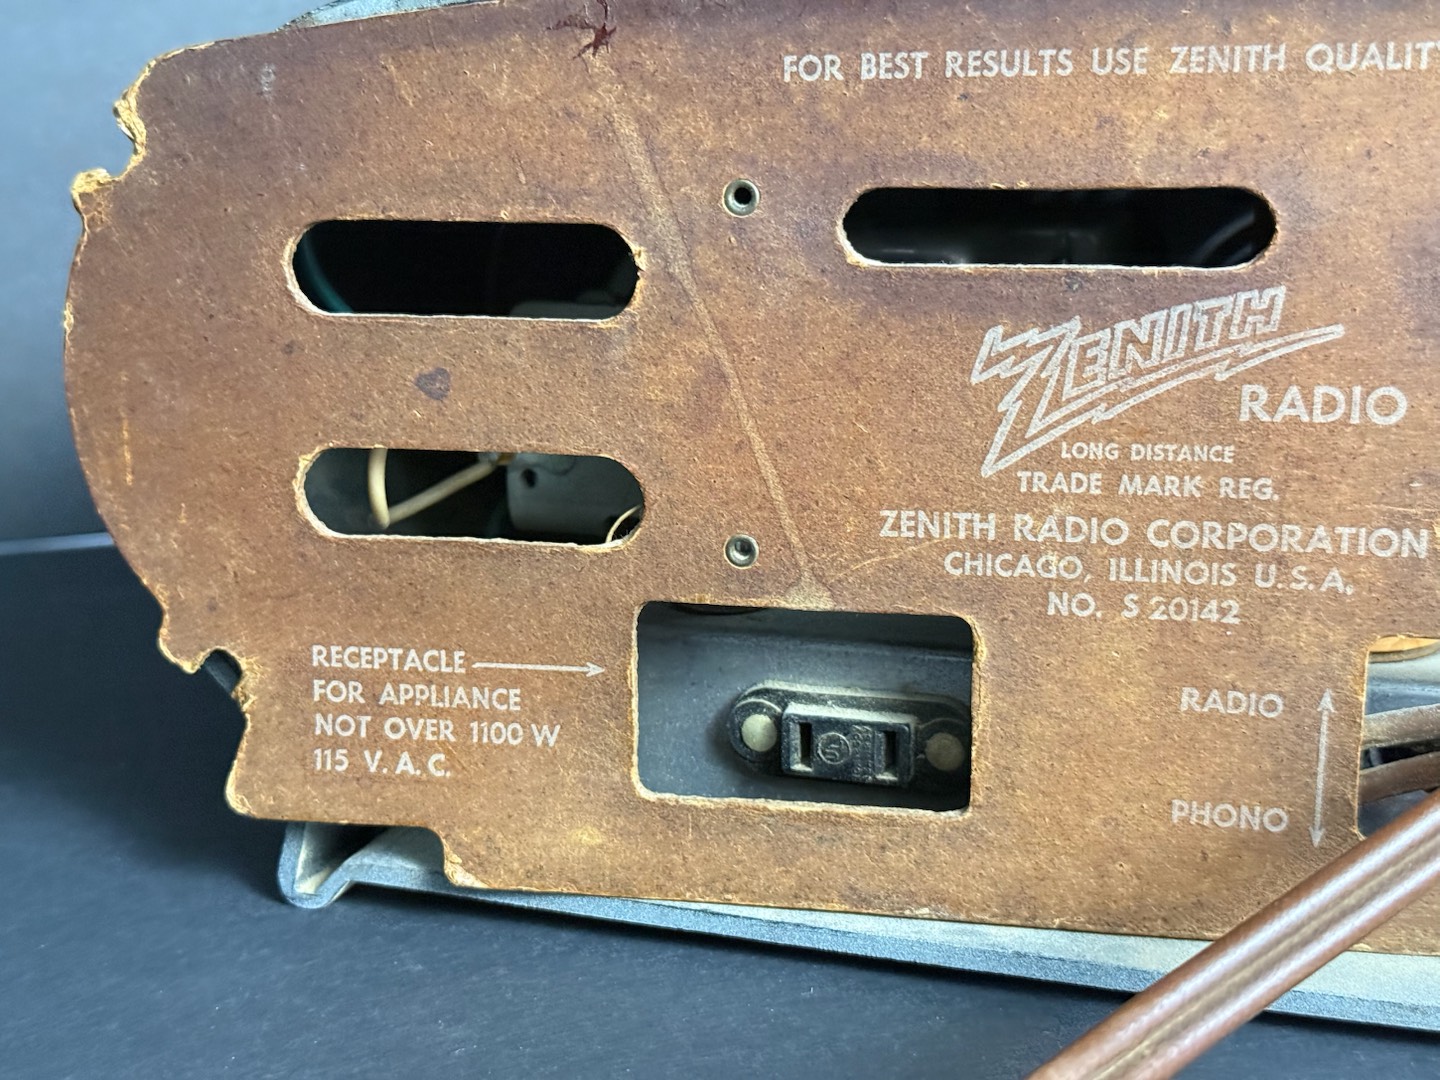 FOR BEST RESULTS USE ZENITH QUALITY
ZENITH
RADIO
LONG DISTANCE
TRADE MARK REG.
ZENITH RADIO CORPORATION
CHICAGO, ILLINOIS U.S.A.
NO. S 20142
RECEPTACLE
FOR APPLIANCE
NOT OVER 1100 W
115 V.A.C.
RADIO
PHONO